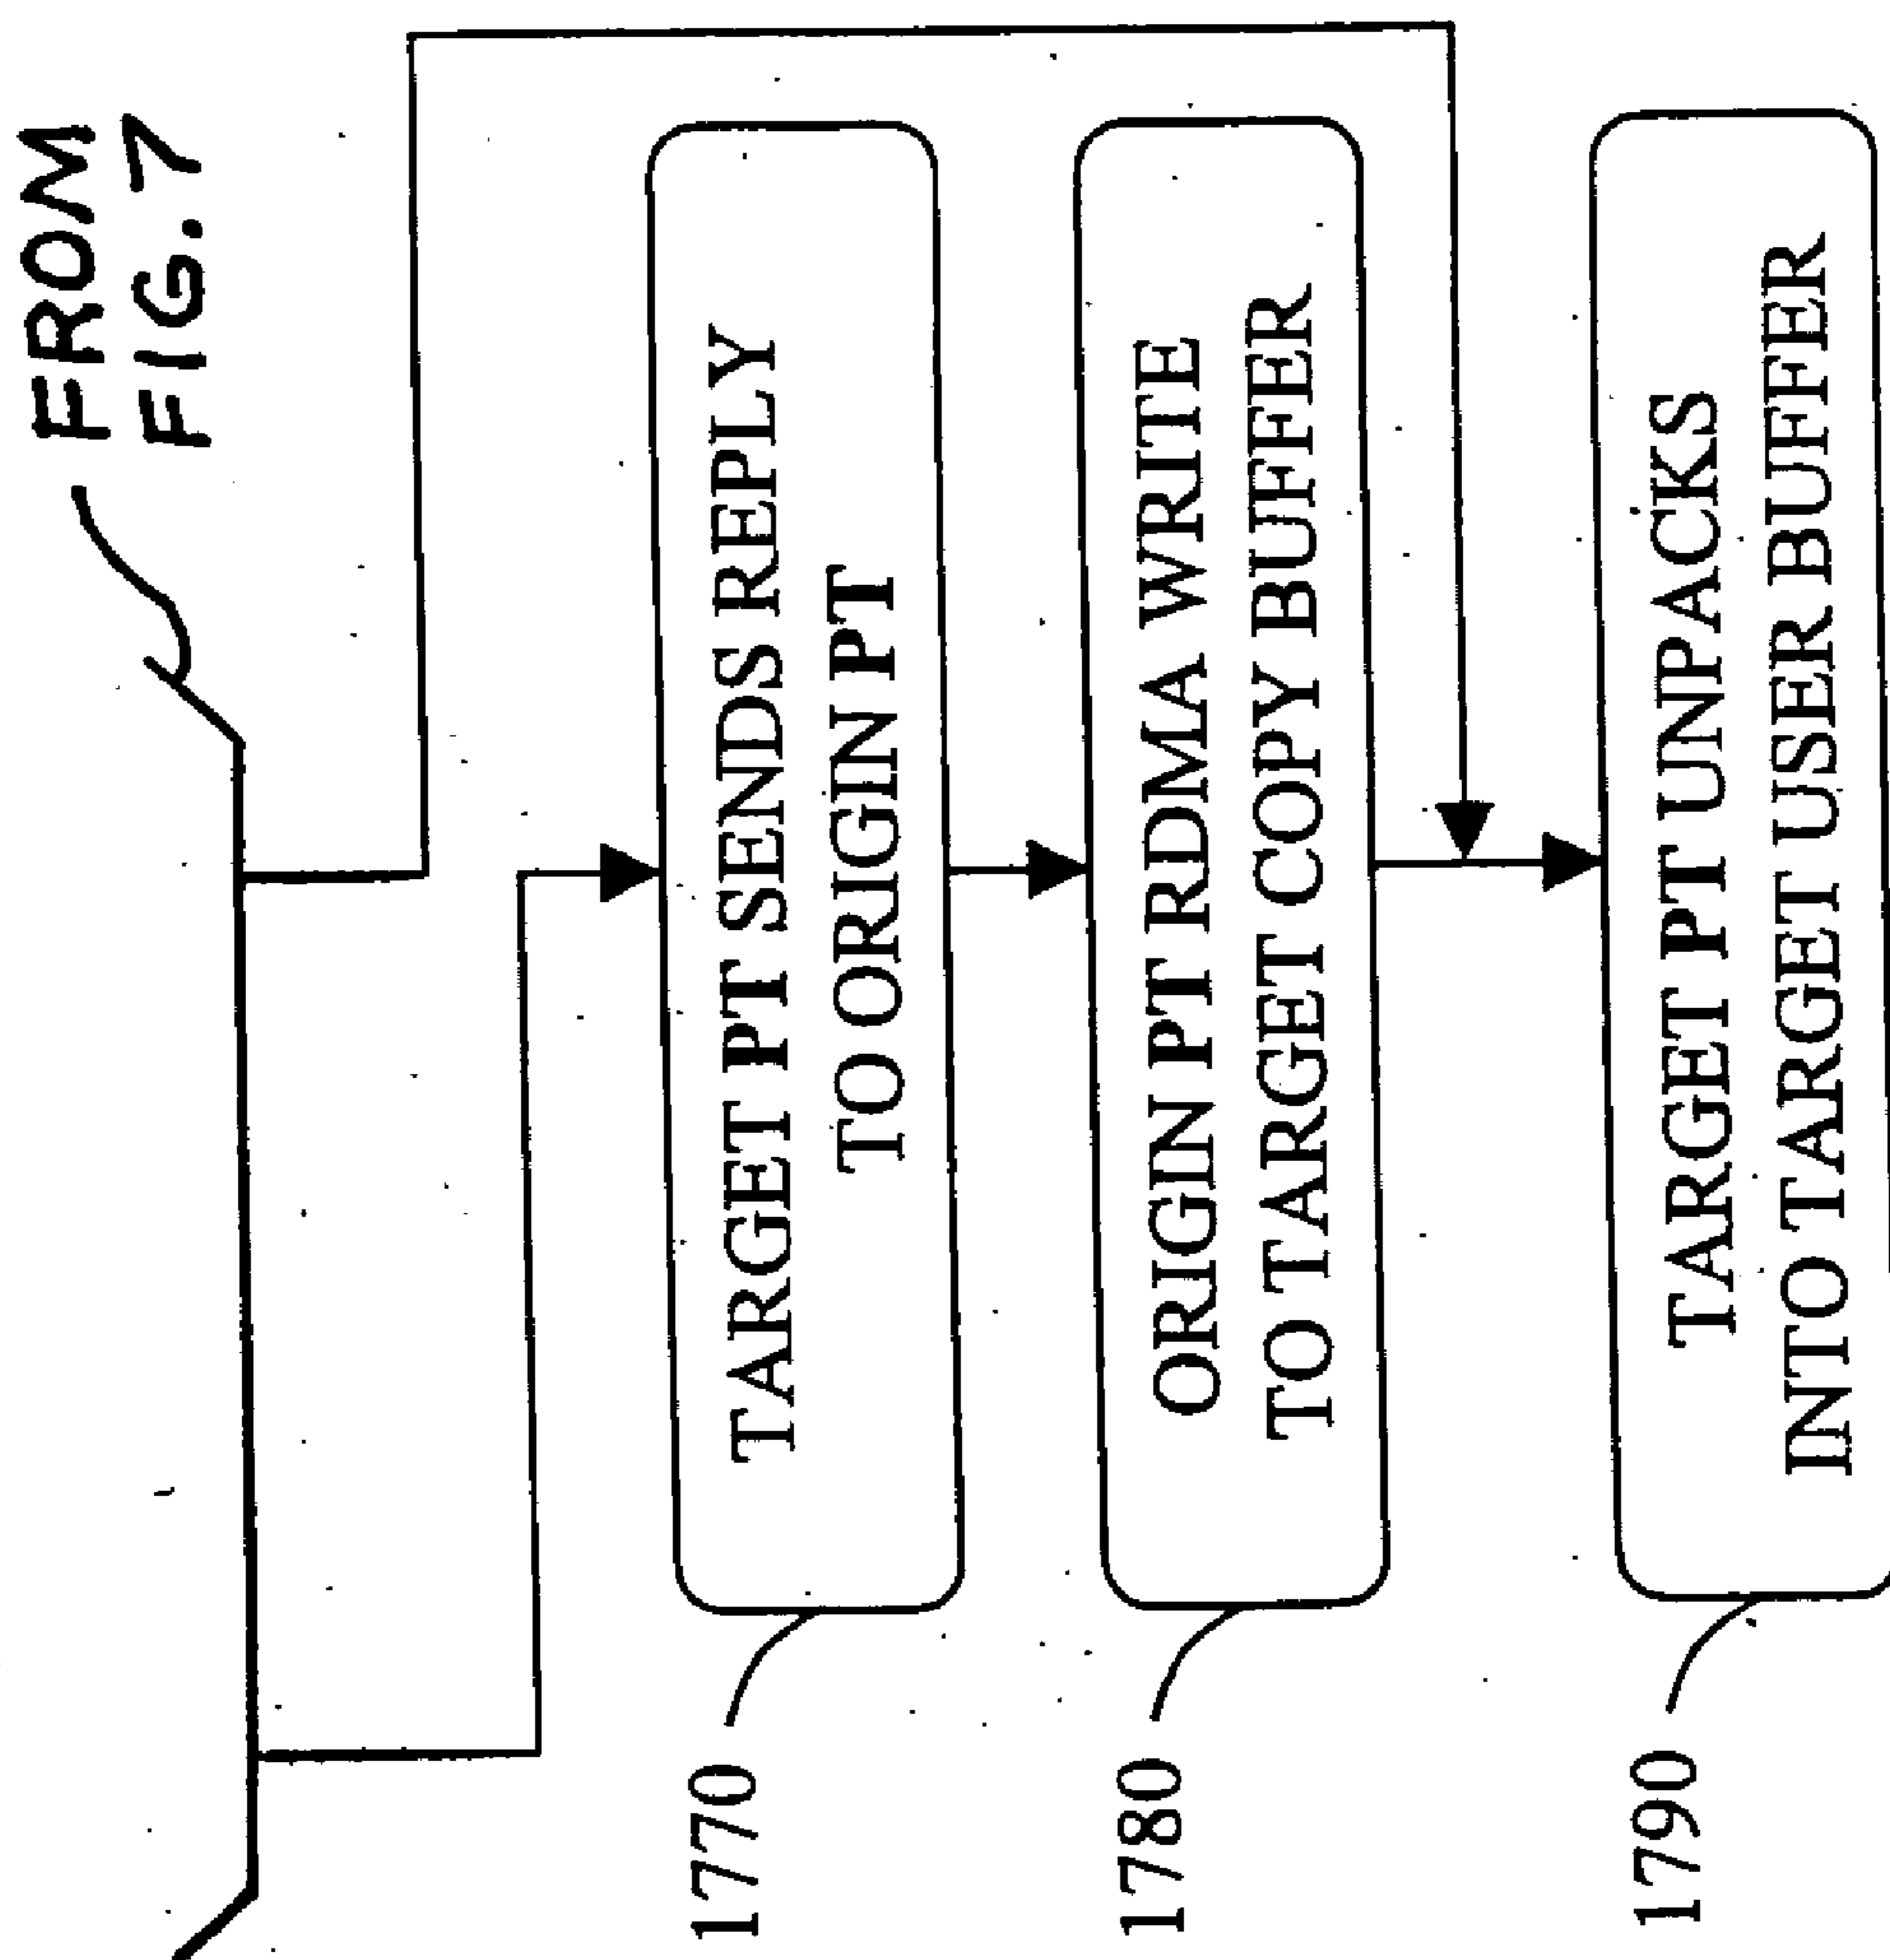 FROM
FIG. 7
TARGET PT SENDS REPLY
TO ORIGIN PT
1770
ORIGIN PT RDMA WRITE
TO TARGET COPY BUFFER
1780
TARGET PT UNPACKS
INTO TARGET USER BUFFER
1790